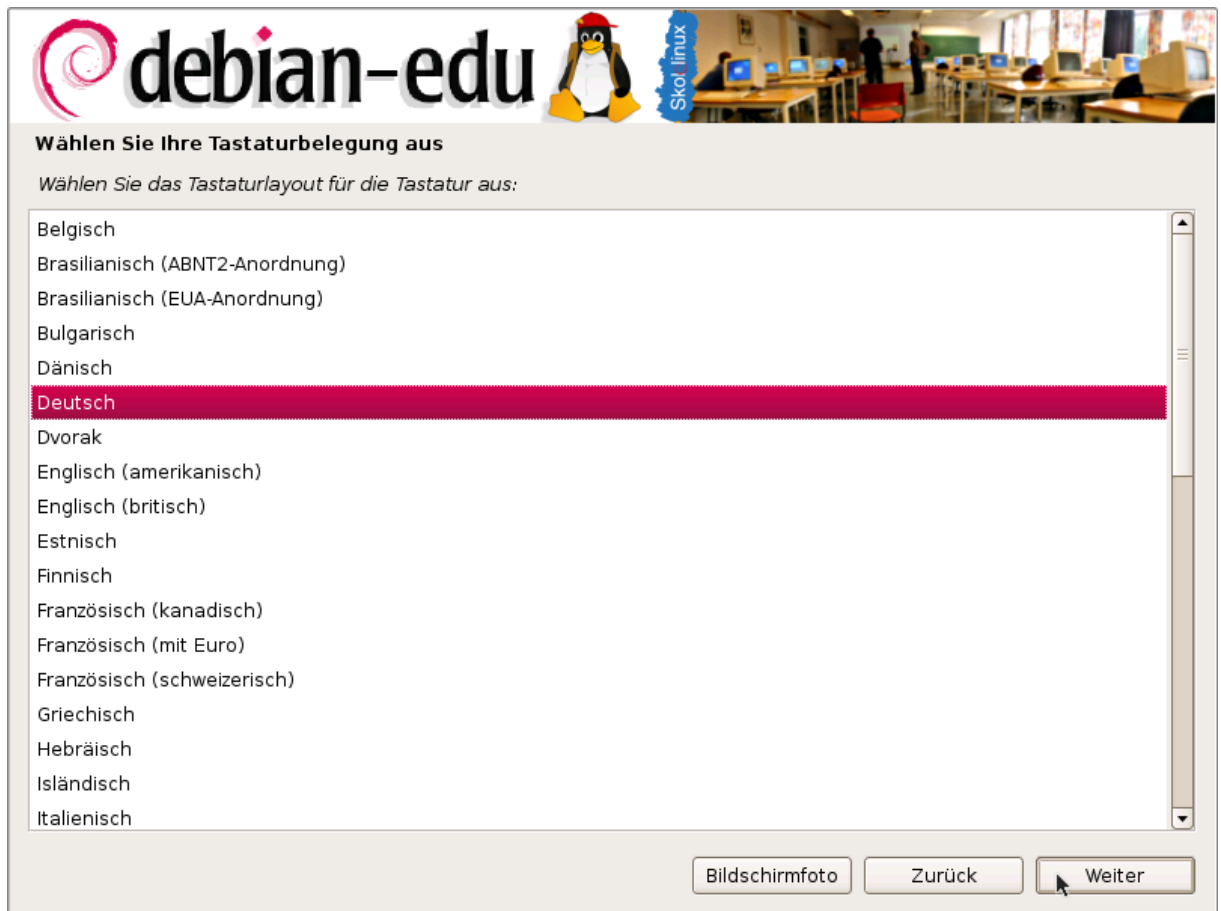 debian-edu
Skolelinux
Wählen Sie Ihre Tastaturbelegung aus
Wählen Sie das Tastaturlayout für die Tastatur aus:
Belgisch
Brasilianisch (ABNT2-Anordnung)
Brasilianisch (EUA-Anordnung)
Bulgarisch
Dänisch
Deutsch
Dvorak
Englisch (amerikanisch)
Englisch (britisch)
Estnisch
Finnisch
Französisch (kanadisch)
Französisch (mit Euro)
Französisch (schweizerisch)
Griechisch
Hebräisch
Isländisch
Italienisch
Bildschirmfoto
Zurück
Weiter